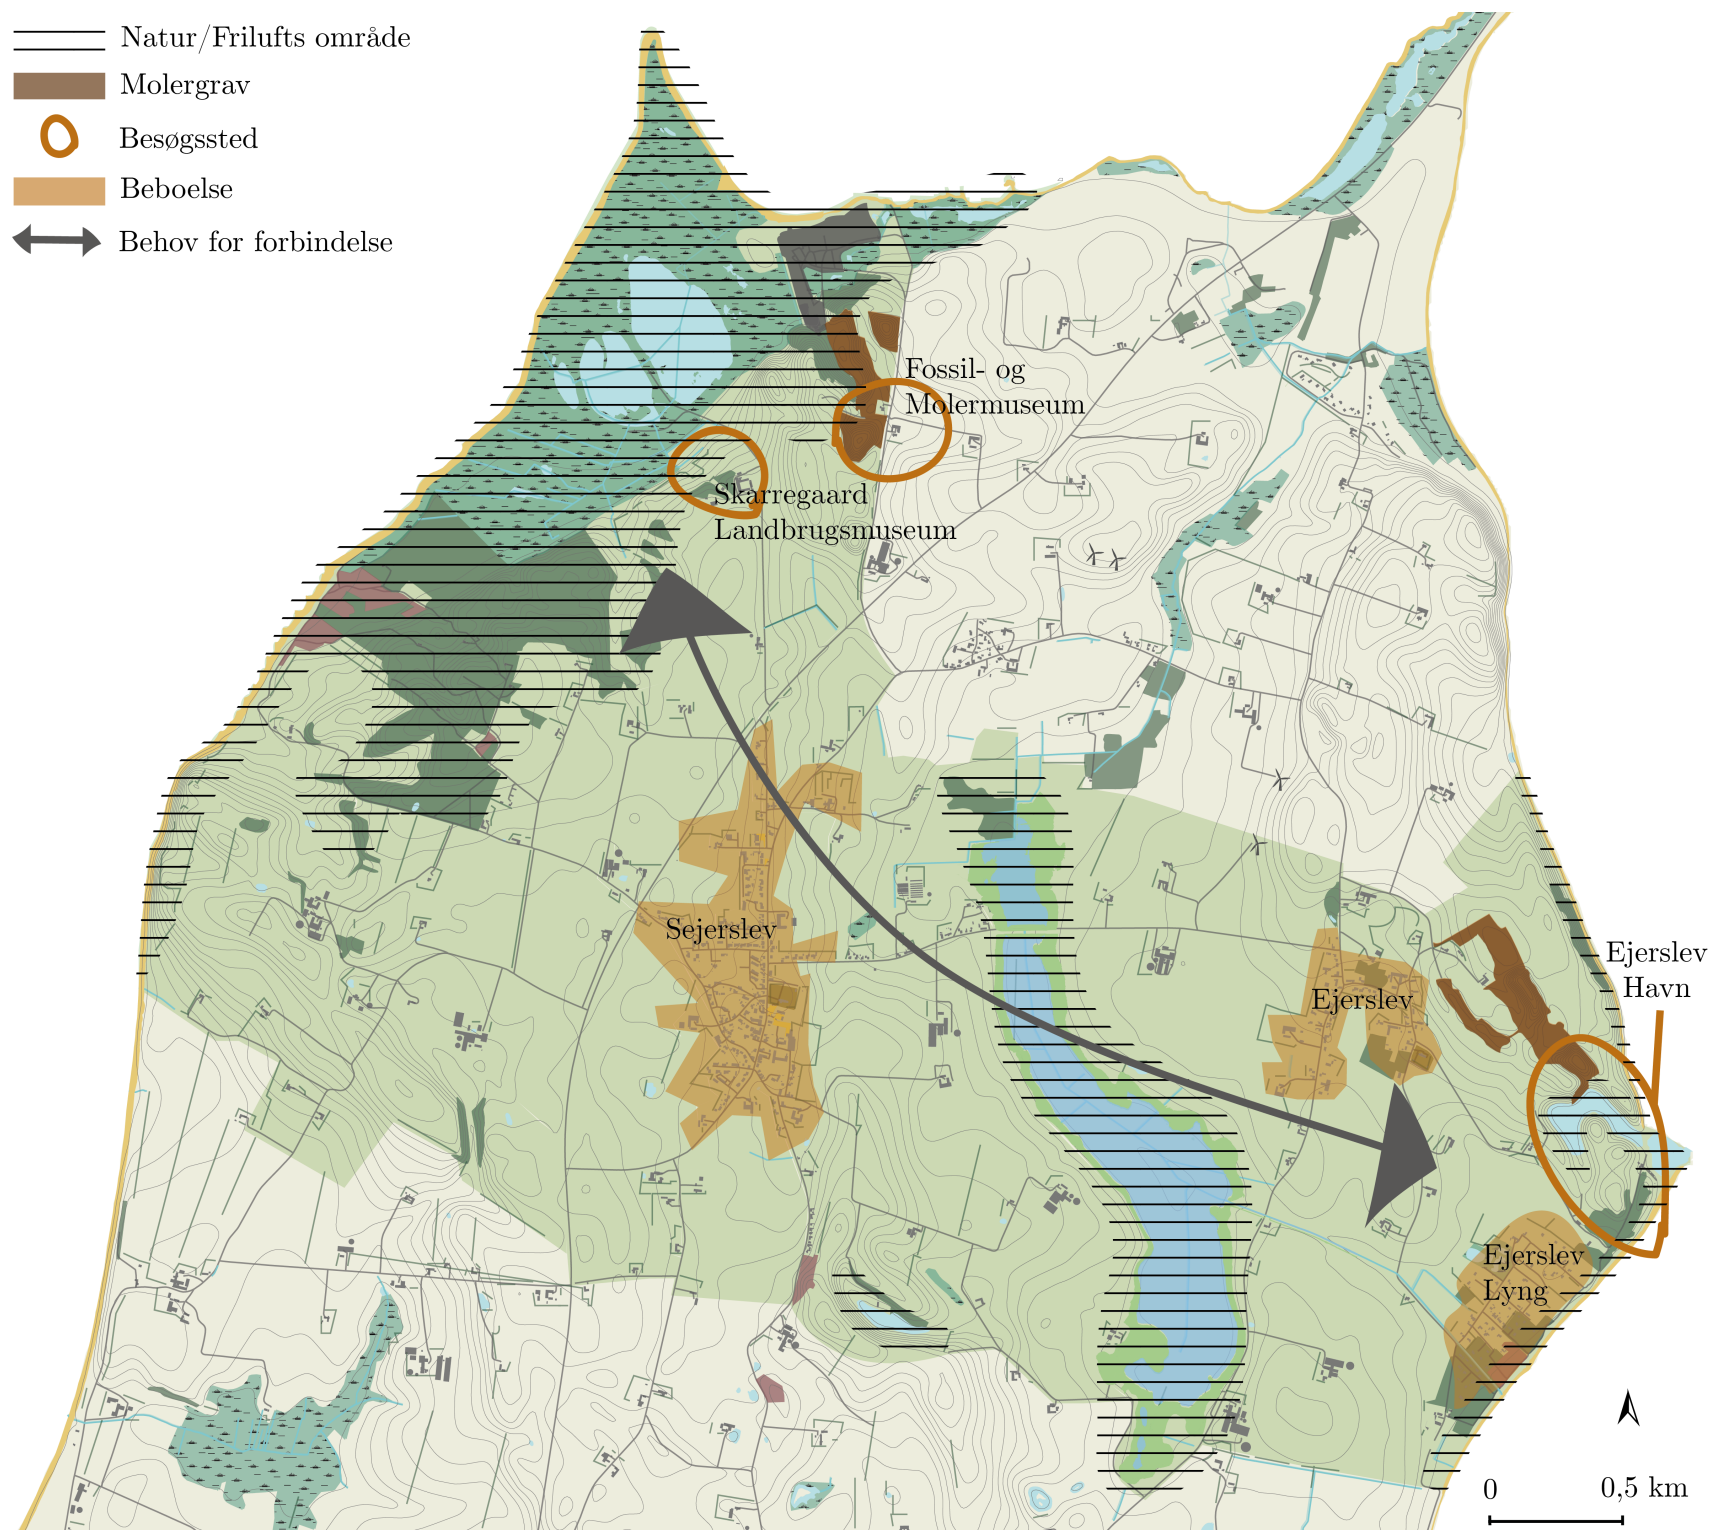 Natur/Frilufts område
Molergrav
Besøgssted
Beboelse
Behov for forbindelse
Fossil- og
Molermuseum
Skarregaard
Landbrugsmuseum
Sejerslev
Ejerslev
Havn
Ejerslev
Ejerslev
Lyng
0
0,5 km